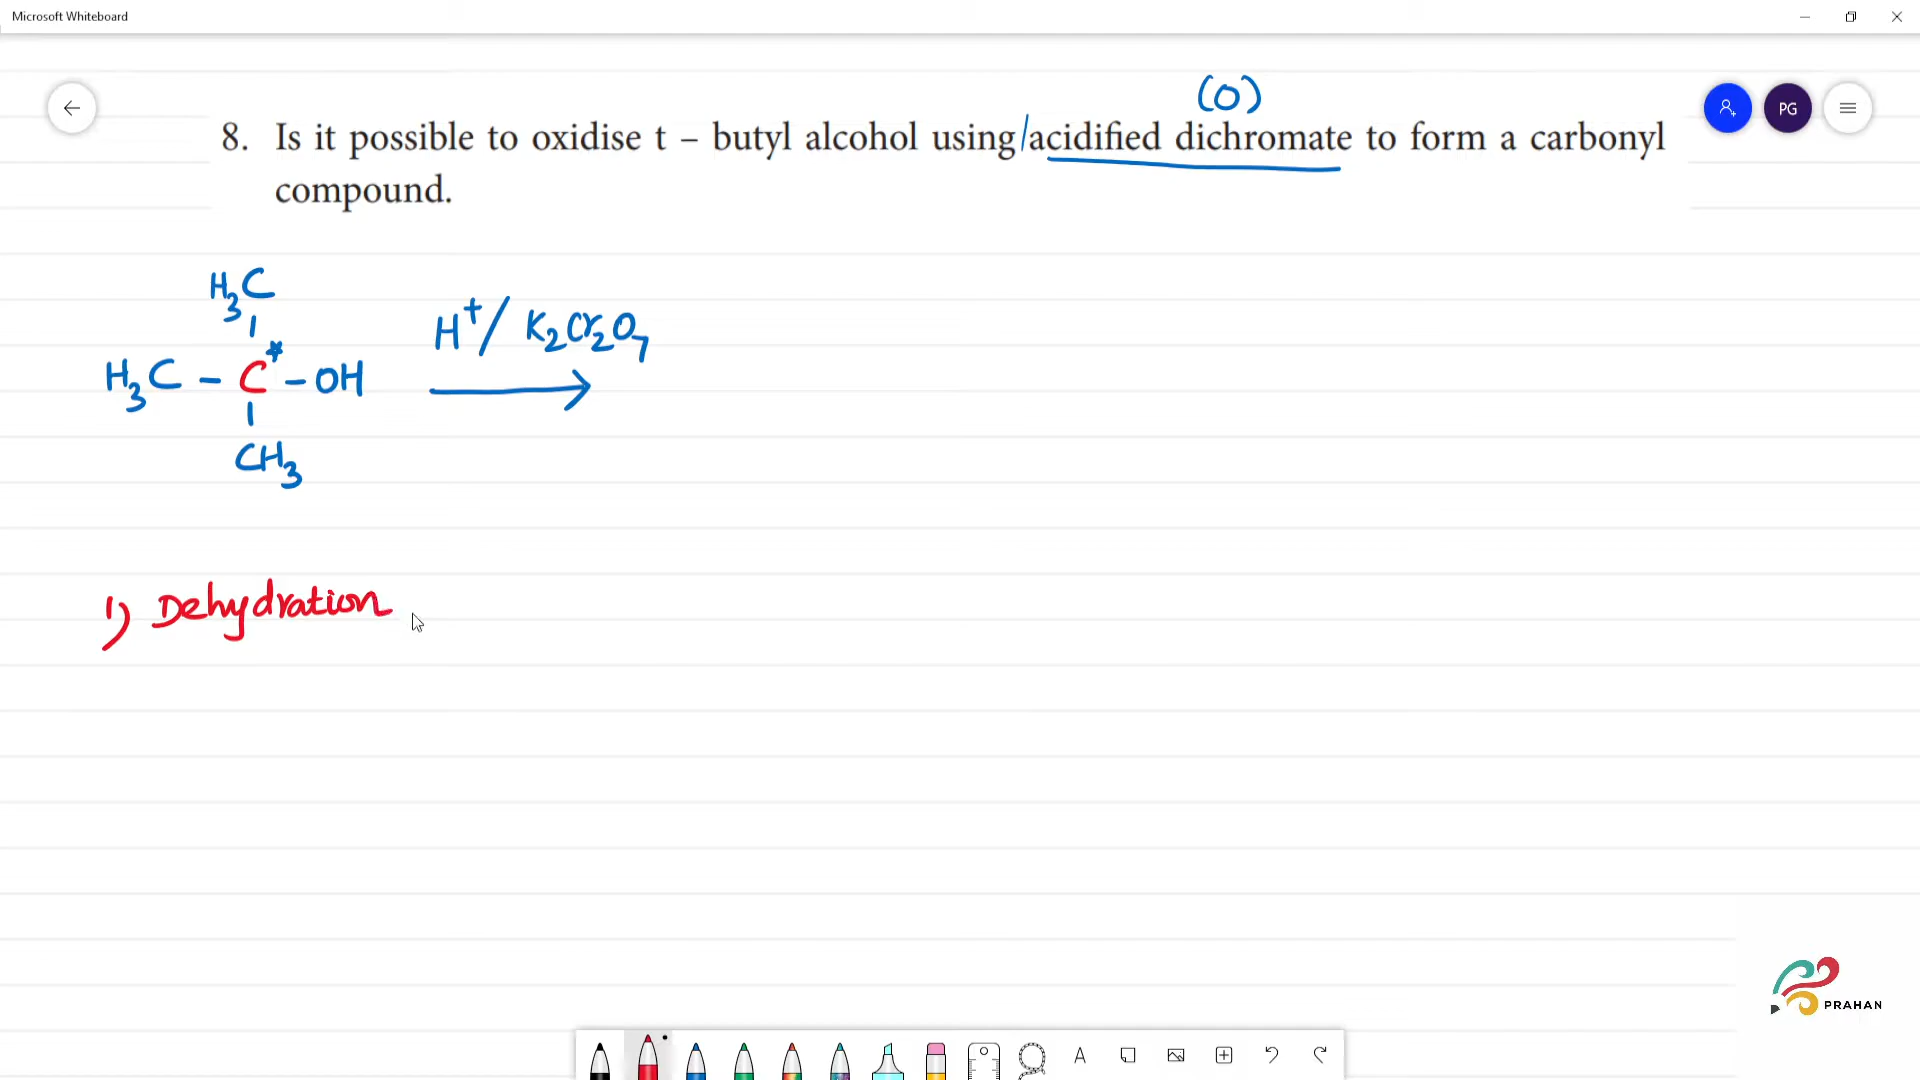 Microsoft Whiteboard
(O)
PG
8. Is it possible to oxidise t – butyl alcohol using/acidified dichromate to form a carbonyl
compound.
H₃C
H⁺/ K₂Cr₂O₇
H₃C – C* – OH
CH₃
1) Dehydration
PRAHAN
A